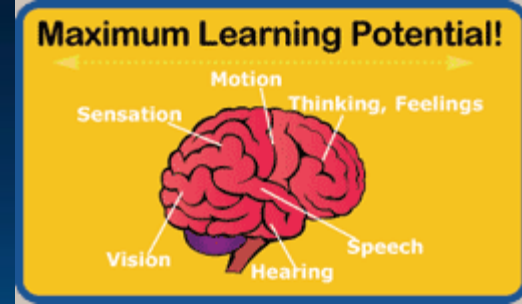 Maximum Learning Potential!
Motion
Thinking, Feelings
Sensation
Speech
Vision
Hearing